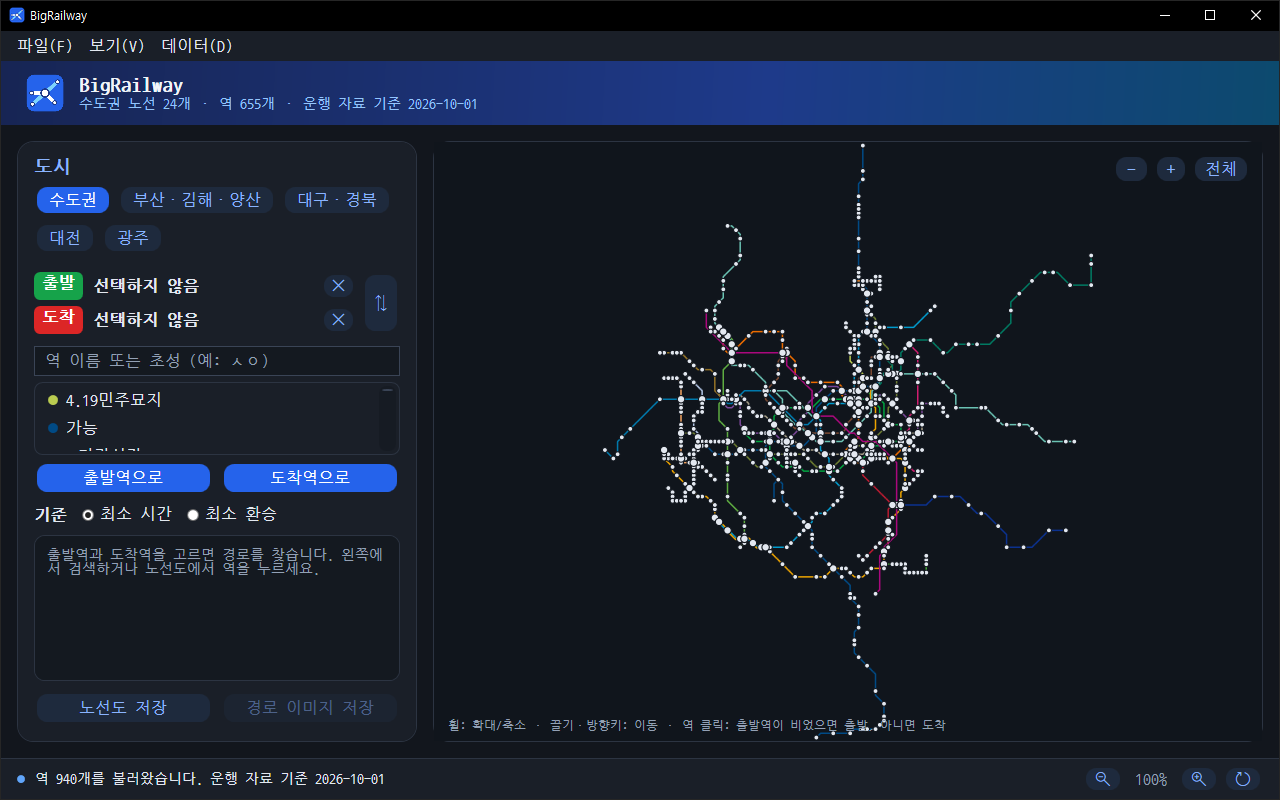 BigRailway
파일(F) 보기(V) 데이터(D)
BigRailway
수도권 노선 24개 · 역 655개 · 운행 자료 기준 2026-10-01
도시
수도권 부산·김해·양산 대구·경북
대전 광주
출발 선택하지 않음
도착 선택하지 않음
역 이름 또는 초성 (예: ㅅㅇ)
4.19민주묘지
가능
출발역으로 도착역으로
기준 최소 시간 최소 환승
출발역과 도착역을 고르면 경로를 찾습니다. 왼쪽에
서 검색하거나 노선도에서 역을 누르세요.
노선도 저장 경로 이미지 저장
− + 전체
휠: 확대/축소 · 끌기·방향키: 이동 · 역 클릭: 출발역이 비었으면 출발, 아니면 도착
역 940개를 불러왔습니다. 운행 자료 기준 2026-10-01
100%